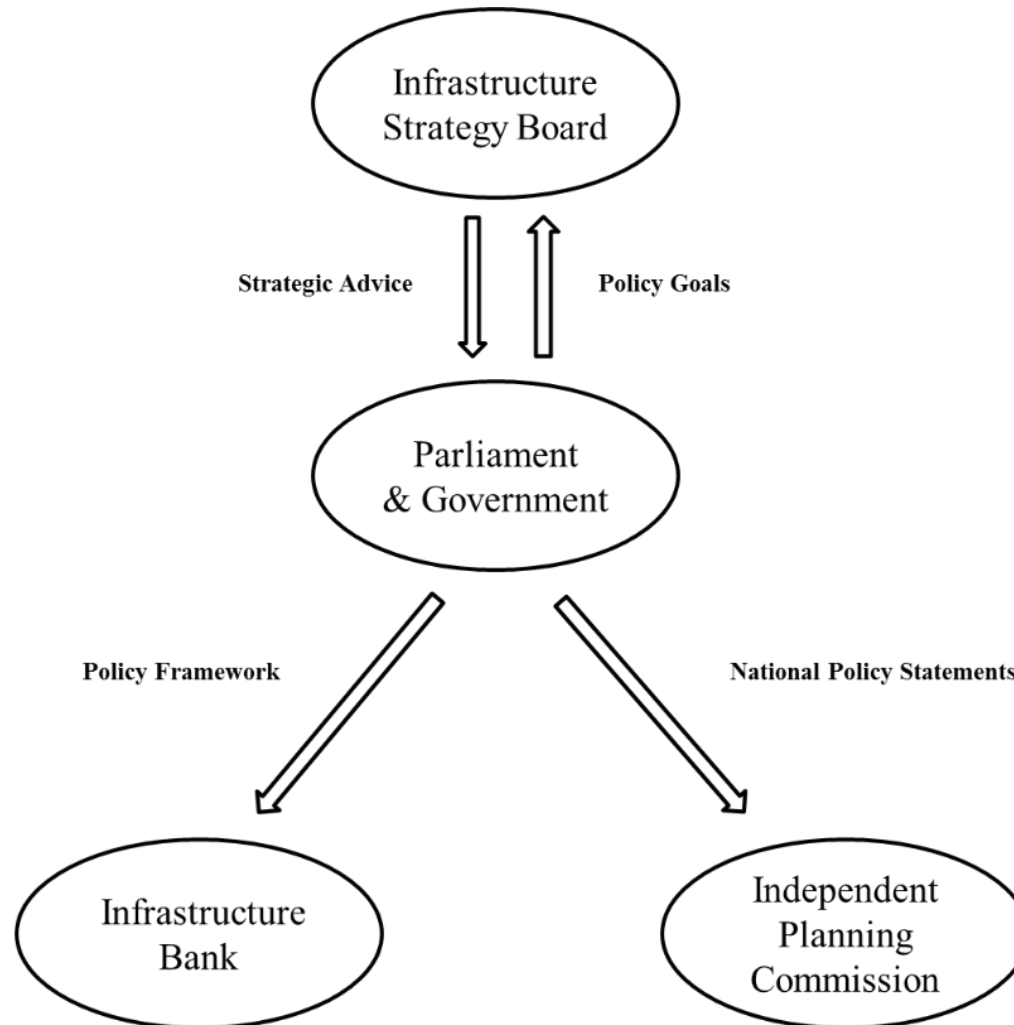 Infrastructure
Strategy Board
Strategic Advice
Policy Goals
Parliament
& Government
Policy Framework
National Policy Statements
Infrastructure
Bank
Independent
Planning
Commission